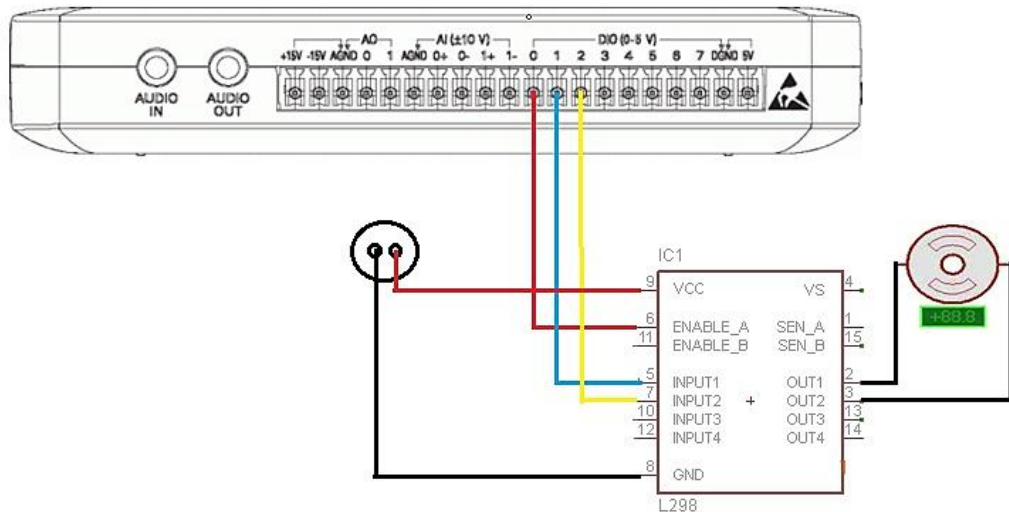 AO AI (±10 V) DIO (0-5 V)
+15V -15V AGND 0 1 AGND 0+ 0- 1+ 1- 0 1 2 3 4 5 6 7 DGND 5V
AUDIO IN
AUDIO OUT
IC1
9 VCC VS 4
6 ENABLE_A SEN_A 1
11 ENABLE_B SEN_B 15
5 INPUT1 OUT1 2
7 INPUT2 + OUT2 3
10 INPUT3 OUT3 13
12 INPUT4 OUT4 14
8 GND
L298
+88.8